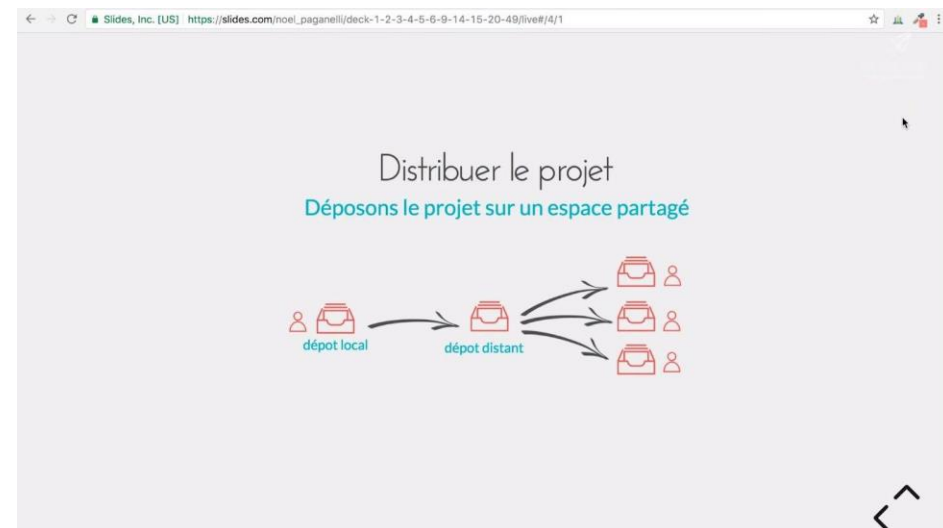 Slides, Inc. [US] https://slides.com/noel_paganelli/deck-1-2-3-4-5-6-9-14-15-20-49/live#/4/1
Distribuer le projet
Déposons le projet sur un espace partagé
dépot local
dépot distant